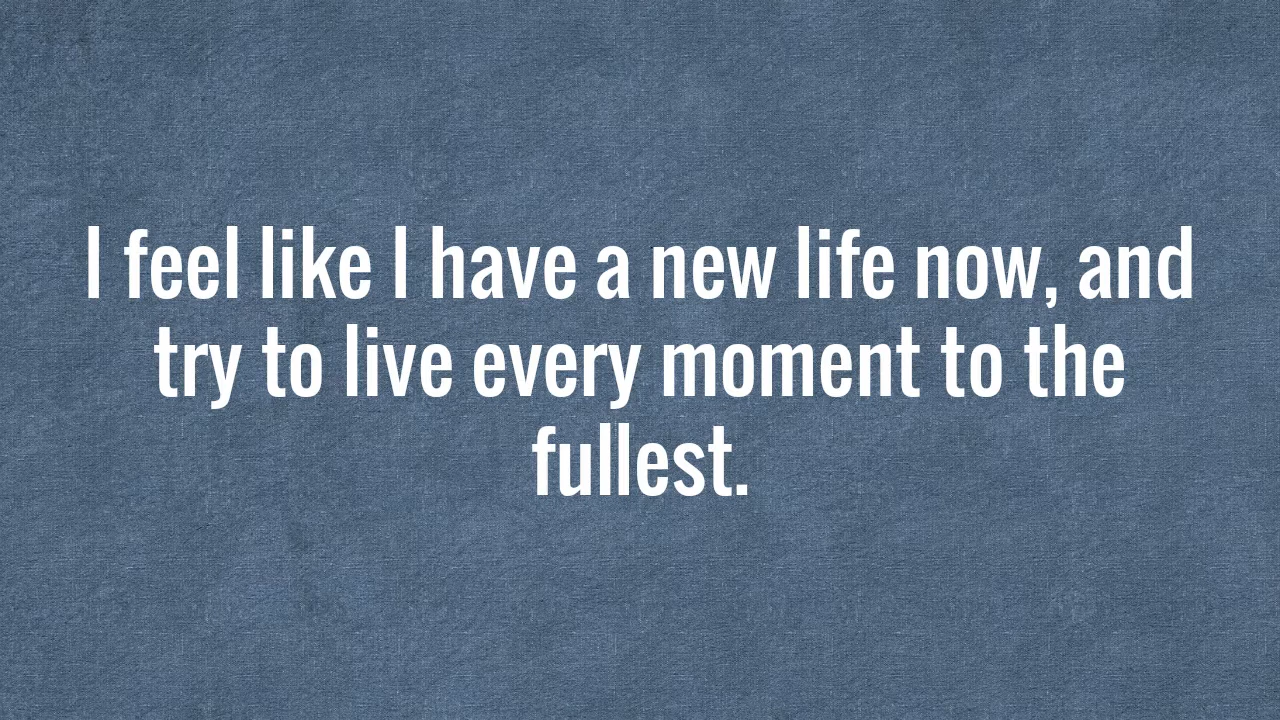 I feel like I have a new life now, and
try to live every moment to the
fullest.